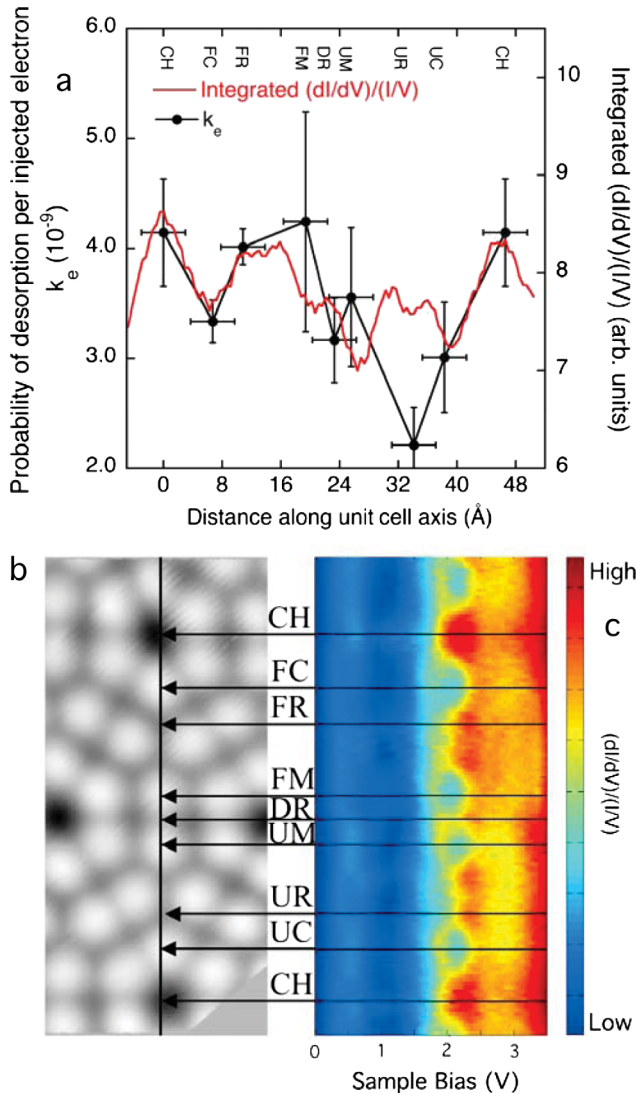 6.0
5.0
4.0
3.0
2.0
Probability of desorption per injected electron
kₑ (10⁻⁹)
a
CH
FC
FR
FM
DR
UM
UR
UC
CH
Integrated (dI/dV)/(I/V)
kₑ
10
9
8
7
6
Integrated (dI/dV)/(I/V) (arb. units)
0 8 16 24 32 40 48
Distance along unit cell axis (Å)
b
CH
FC
FR
FM
DR
UM
UR
UC
CH
0 1 2 3
Sample Bias (V)
High
c
(dI/dV)/(I/V)
Low